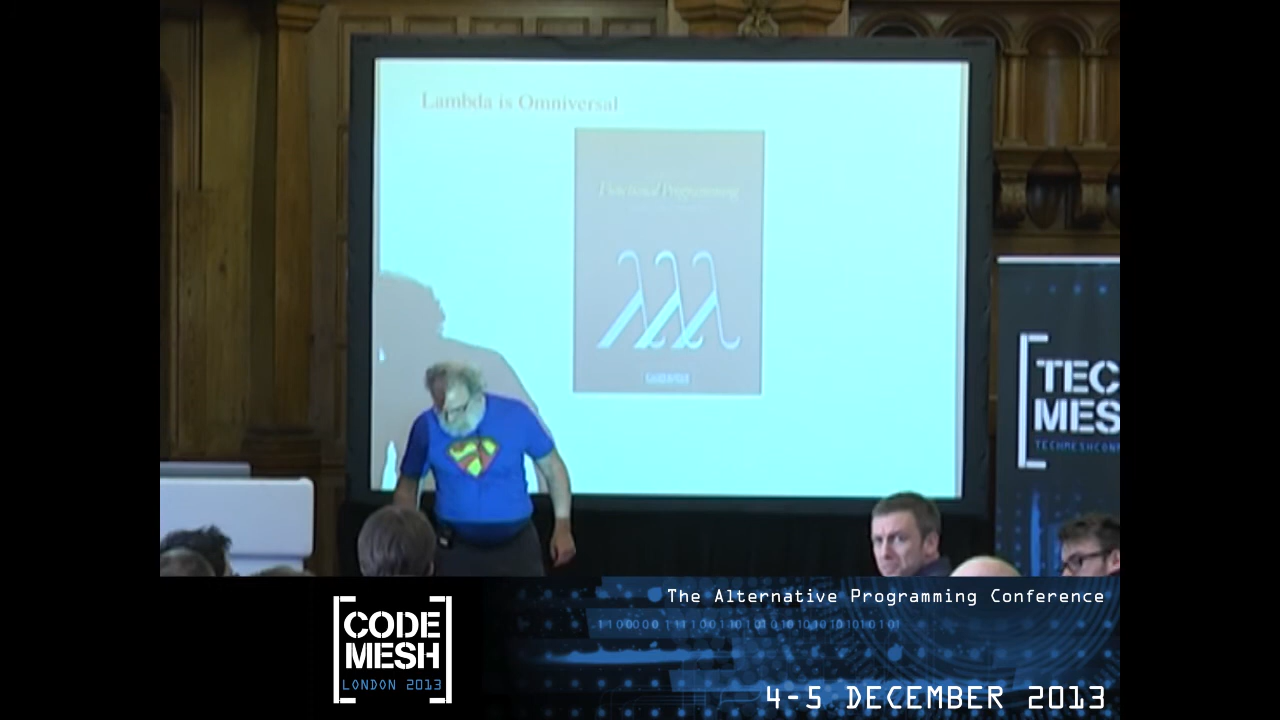 Lambda is Omniversal
Functional Programming
λλλ
TEC
MES
TECHMESHCONF
CODE
MESH
LONDON 2013
The Alternative Programming Conference
4-5 DECEMBER 2013